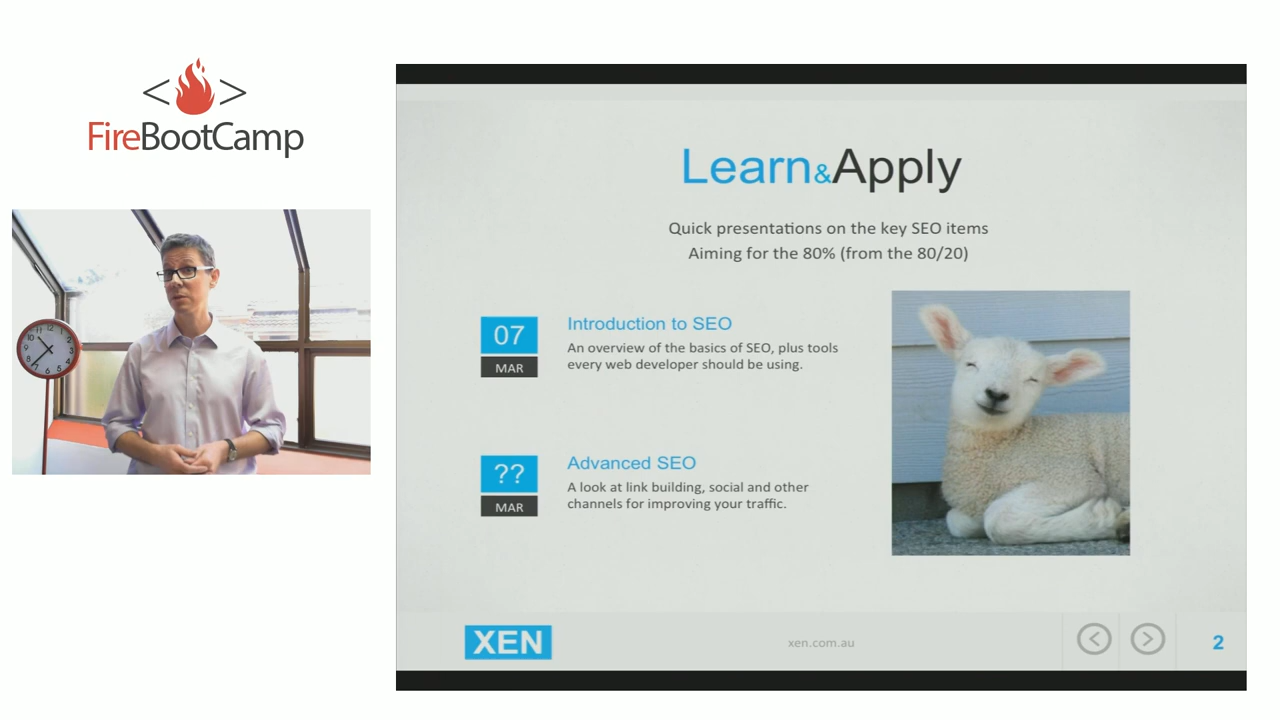 FireBootCamp
Learn&Apply
Quick presentations on the key SEO items
Aiming for the 80% (from the 80/20)
07
MAR
Introduction to SEO
An overview of the basics of SEO, plus tools
every web developer should be using.
??
MAR
Advanced SEO
A look at link building, social and other
channels for improving your traffic.
XEN
xen.com.au
2